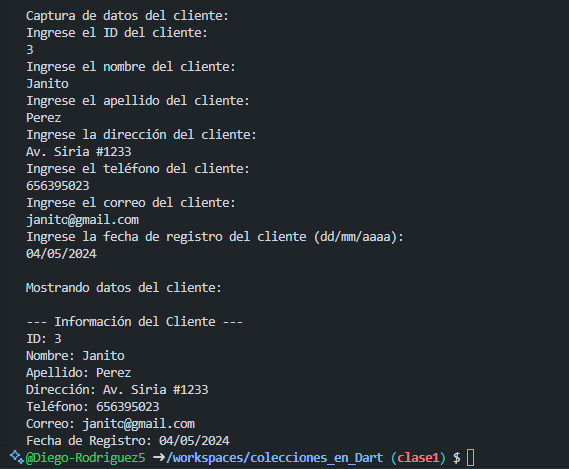 Captura de datos del cliente:
Ingrese el ID del cliente:
3
Ingrese el nombre del cliente:
Janito
Ingrese el apellido del cliente:
Perez
Ingrese la dirección del cliente:
Av. Siria #1233
Ingrese el teléfono del cliente:
656395023
Ingrese el correo del cliente:
janito@gmail.com
Ingrese la fecha de registro del cliente (dd/mm/aaaa):
04/05/2024
Mostrando datos del cliente:
--- Información del Cliente ---
ID: 3
Nombre: Janito
Apellido: Perez
Dirección: Av. Siria #1233
Teléfono: 656395023
Correo: janito@gmail.com
Fecha de Registro: 04/05/2024
@Diego-Rodriguez5 ➜/workspaces/colecciones_en_Dart (clase1) $